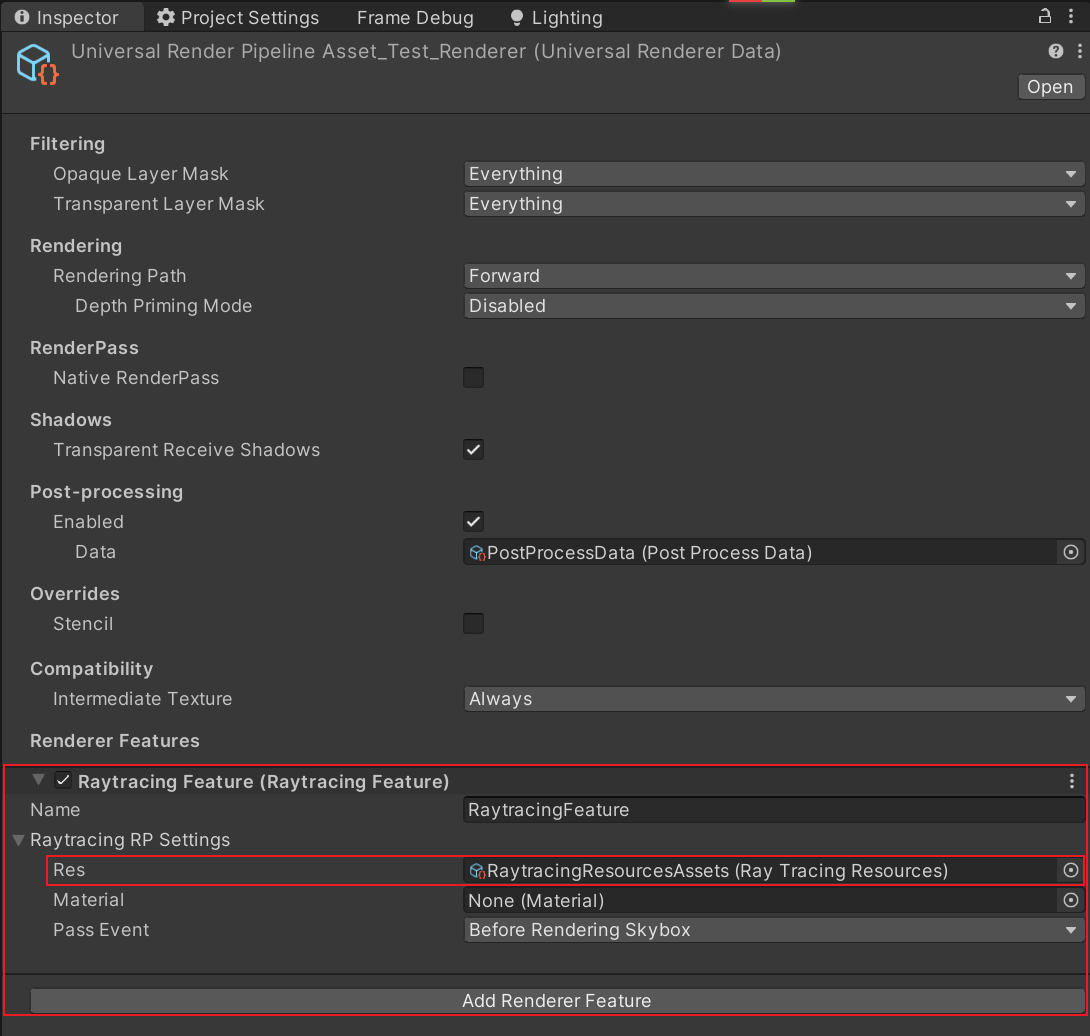 Inspector Project Settings Frame Debug Lighting
Universal Render Pipeline Asset_Test_Renderer (Universal Renderer Data)
Open
Filtering
Opaque Layer Mask Everything
Transparent Layer Mask Everything
Rendering
Rendering Path Forward
Depth Priming Mode Disabled
RenderPass
Native RenderPass
Shadows
Transparent Receive Shadows
Post-processing
Enabled
Data PostProcessData (Post Process Data)
Overrides
Stencil
Compatibility
Intermediate Texture Always
Renderer Features
Raytracing Feature (Raytracing Feature)
Name RaytracingFeature
Raytracing RP Settings
Res RaytracingResourcesAssets (Ray Tracing Resources)
Material None (Material)
Pass Event Before Rendering Skybox
Add Renderer Feature